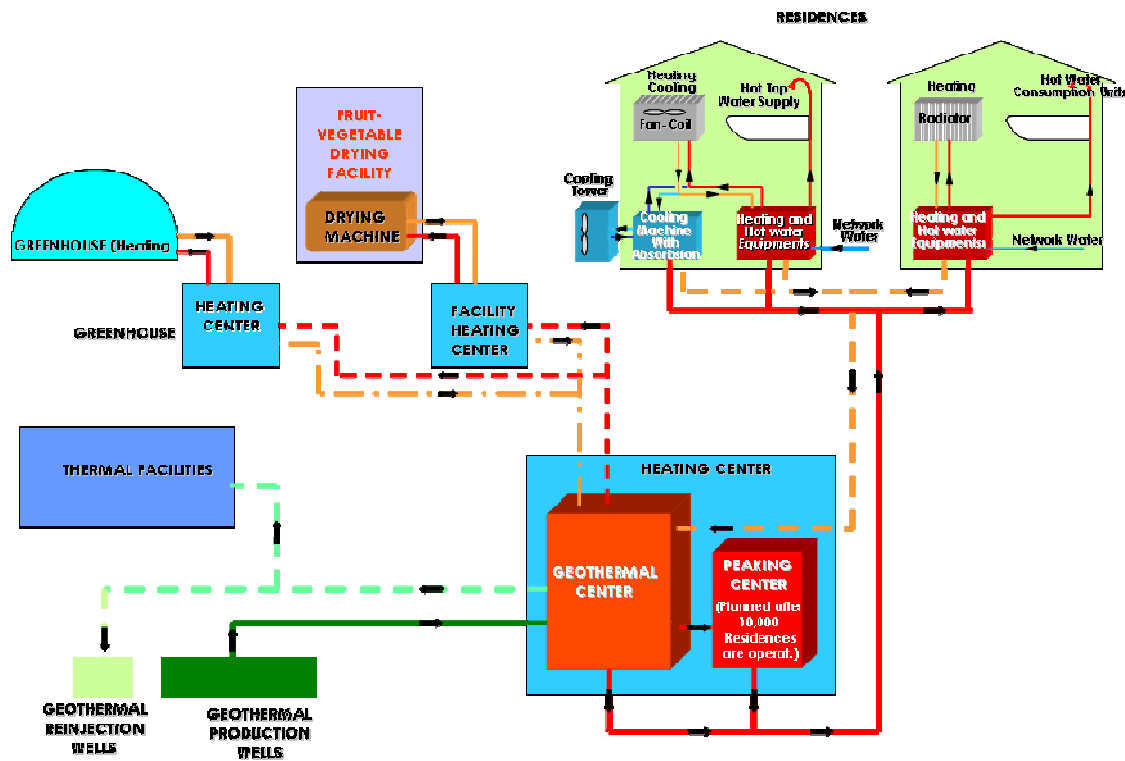 RESIDENCES
Heating
Cooling
Hot Tap
Water Supply
Fan-Coil
Heating
Radiator
Hot Water
Consumption Units
FRUIT-
VEGETABLE
DRYING
FACILITY
DRYING
MACHINE
Cooling
Tower
Cooling
Machine
With
Absorbsion
Heating and
Hot water
Equipments
Network
Water
Heating and
Hot water
Equipments)
Network Water
GREENHOUSE (Heating
HEATING
CENTER
GREENHOUSE
FACILITY
HEATING
CENTER
THERMAL FACILITIES
HEATING CENTER
GEOTHERMAL
CENTER
PEAKING
CENTER
(Planned after
10,000
Residences
are operat.)
GEOTHERMAL
REINJECTION
WELLS
GEOTHERMAL
PRODUCTION
WELLS